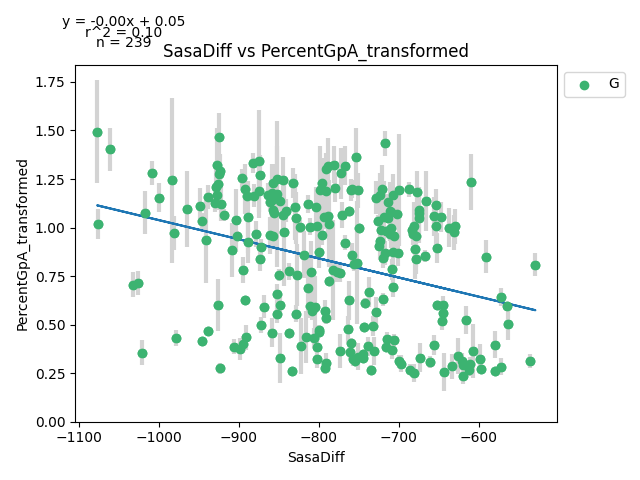 y = -0.00x + 0.05
r^2 = 0.10
n = 239
SasaDiff vs PercentGpA_transformed
G
PercentGpA_transformed
1.75
1.50
1.25
1.00
0.75
0.50
0.25
0.00
−1100 −1000 −900 −800 −700 −600
SasaDiff